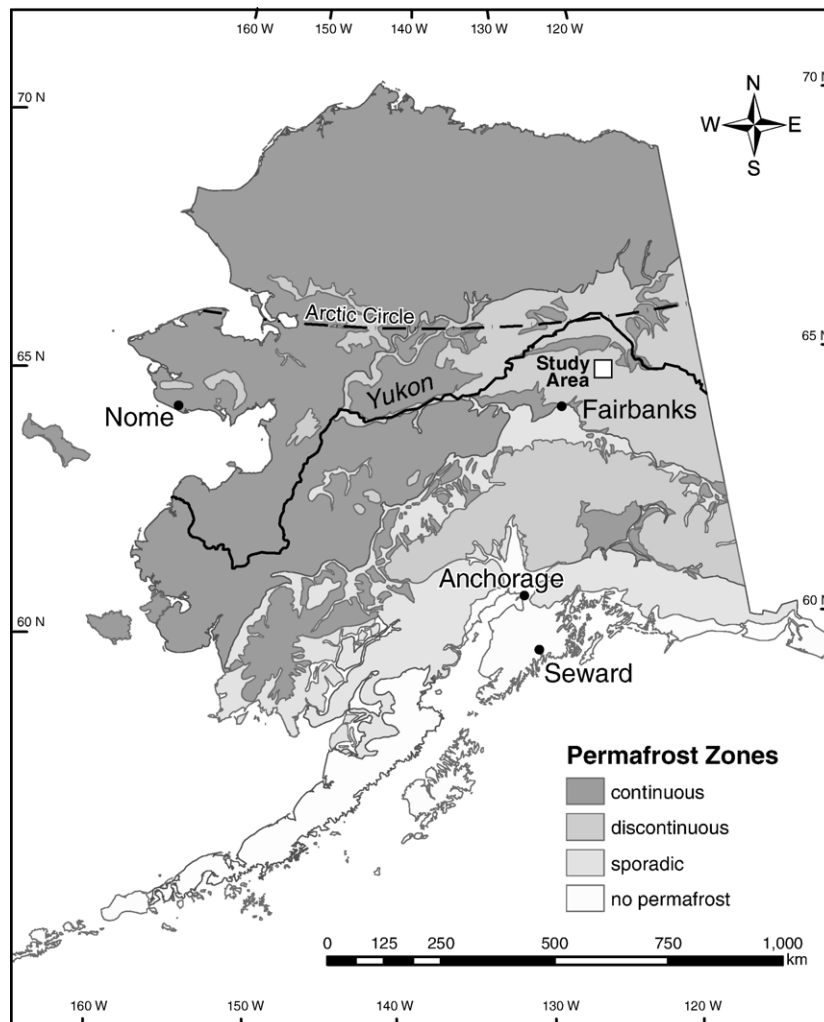 160 W 150 W 140 W 130 W 120 W
70 N 70 N
N
W E
S
Arctic Circle
65 N 65 N
Study
Area
Yukon
Nome
Fairbanks
Anchorage
60 N 60 N
Seward
Permafrost Zones
continuous
discontinuous
sporadic
no permafrost
0 125 250 500 750 1,000
km
160 W 150 W 140 W 130 W 120 W